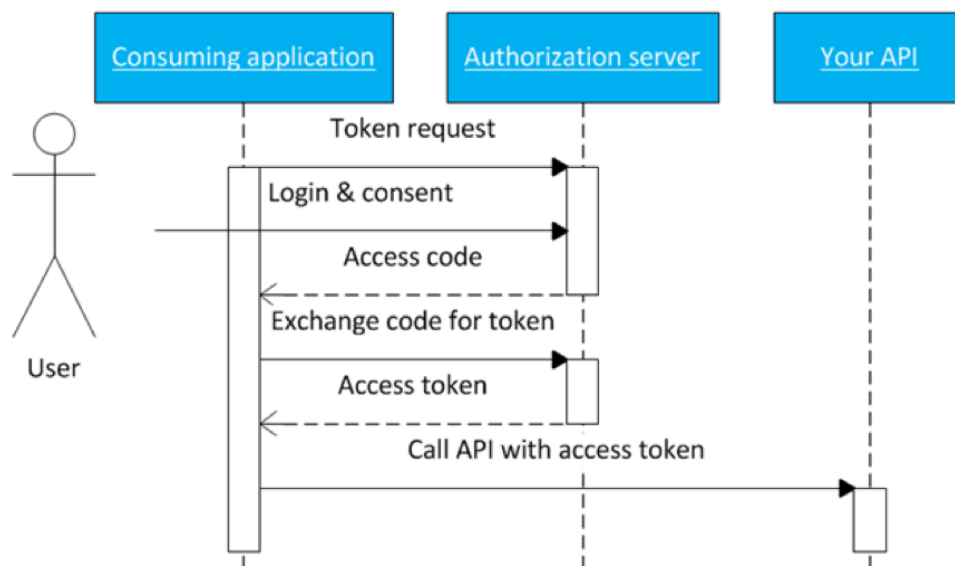 Consuming application
Authorization server
Your API
Token request
Login & consent
Access code
Exchange code for token
User
Access token
Call API with access token